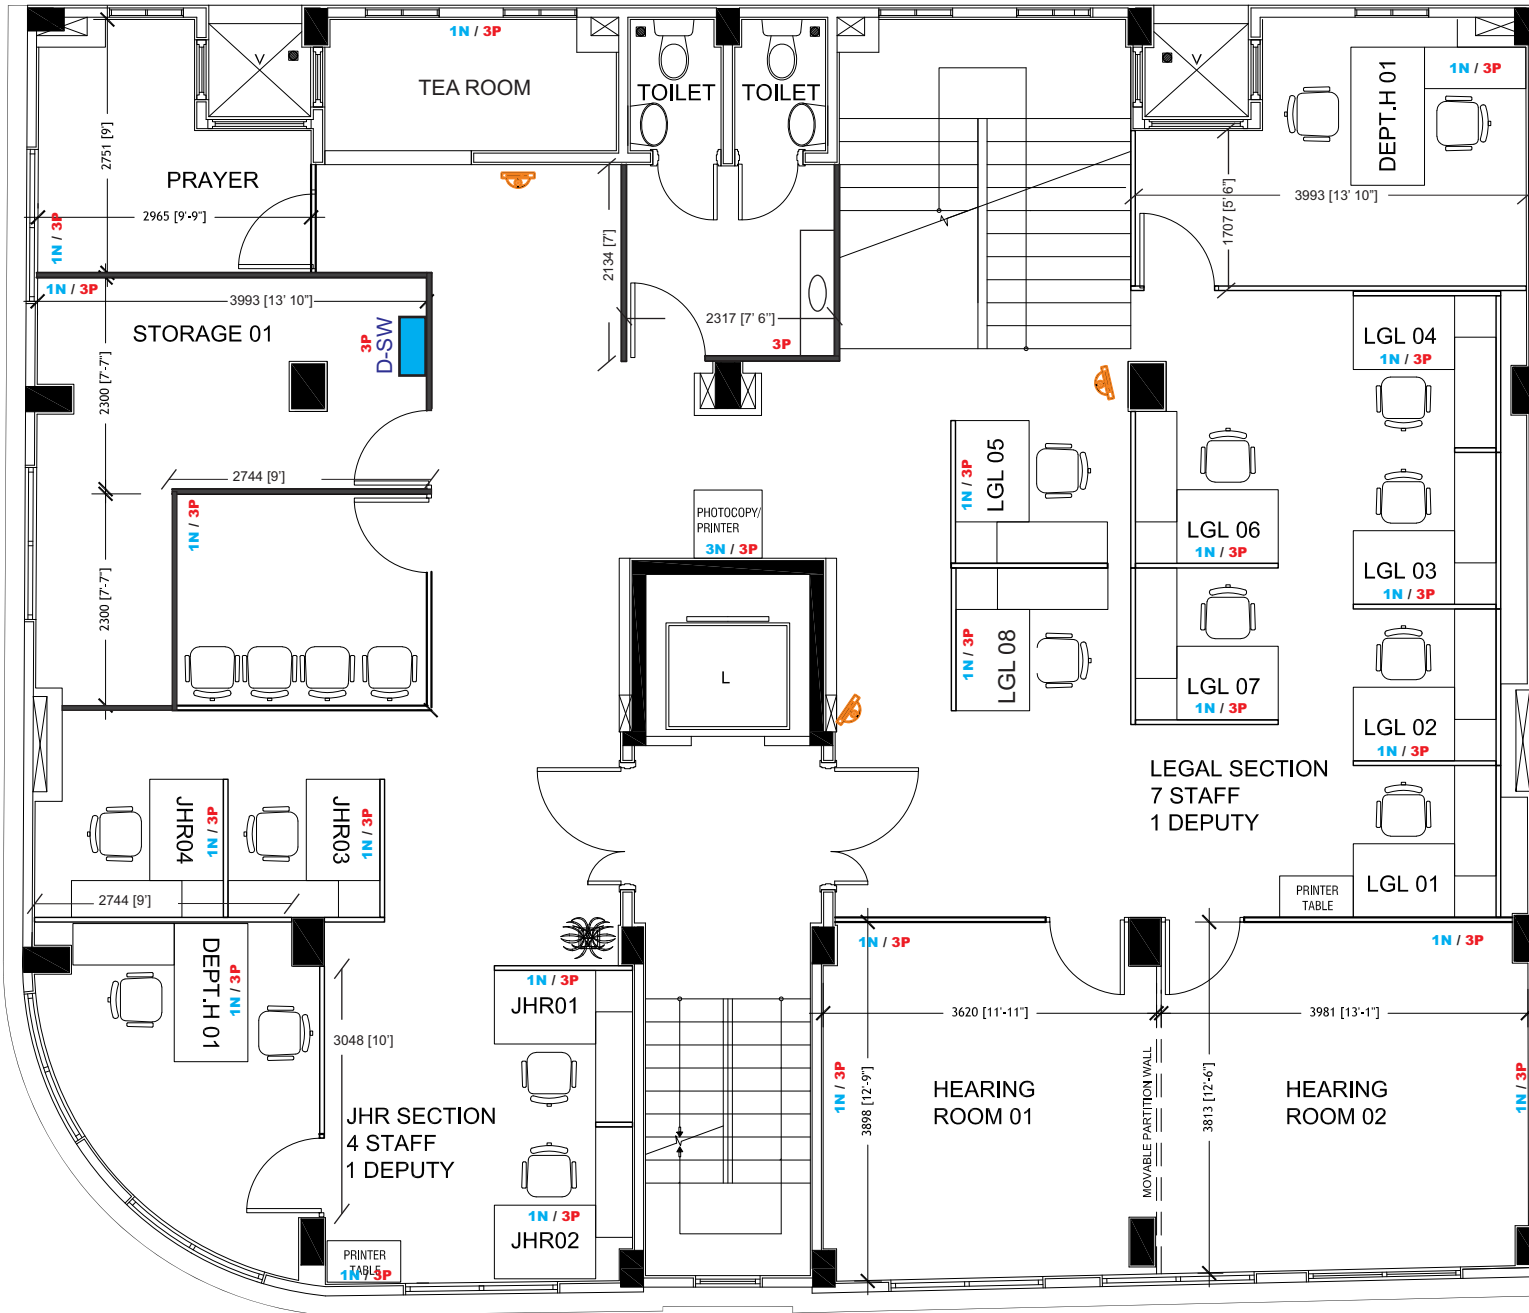 1N / 3P
TEA ROOM
TOILET
TOILET
V
V
DEPT.H 01
1N / 3P
2751 [9']
PRAYER
2965 [9'-9"]
1N / 3P
2134 [7']
1707 [5' 6"]
3993 [13' 10"]
1N / 3P
3993 [13' 10"]
STORAGE 01
3P
D-SW
2317 [7' 6"]
3P
N
LGL 04
1N / 3P
2300 [7'-7"]
2744 [9']
1N / 3P
1N / 3P
LGL 05
LGL 06
1N / 3P
LGL 03
1N / 3P
PHOTOCOPY/
PRINTER
3N / 3P
2300 [7'-7"]
L
1N / 3P
LGL 08
LGL 07
1N / 3P
LGL 02
1N / 3P
LEGAL SECTION
7 STAFF
1 DEPUTY
JHR04
1N / 3P
JHR03
1N / 3P
2744 [9']
PRINTER
TABLE
LGL 01
DEPT.H 01
1N / 3P
1N / 3P
JHR01
1N / 3P
1N / 3P
3048 [10']
3620 [11'-11"]
3981 [13'-1"]
1N / 3P
3898 [12'-9"]
HEARING
ROOM 01
MOVABLE PARTITION WALL
3813 [12'-6"]
HEARING
ROOM 02
1N / 3P
JHR SECTION
4 STAFF
1 DEPUTY
N
1N / 3P
JHR02
PRINTER
TABLE
1N / 3P